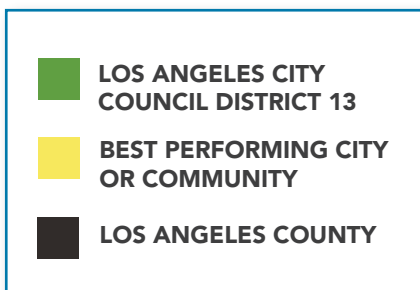 LOS ANGELES CITY
COUNCIL DISTRICT 13
BEST PERFORMING CITY
OR COMMUNITY
LOS ANGELES COUNTY